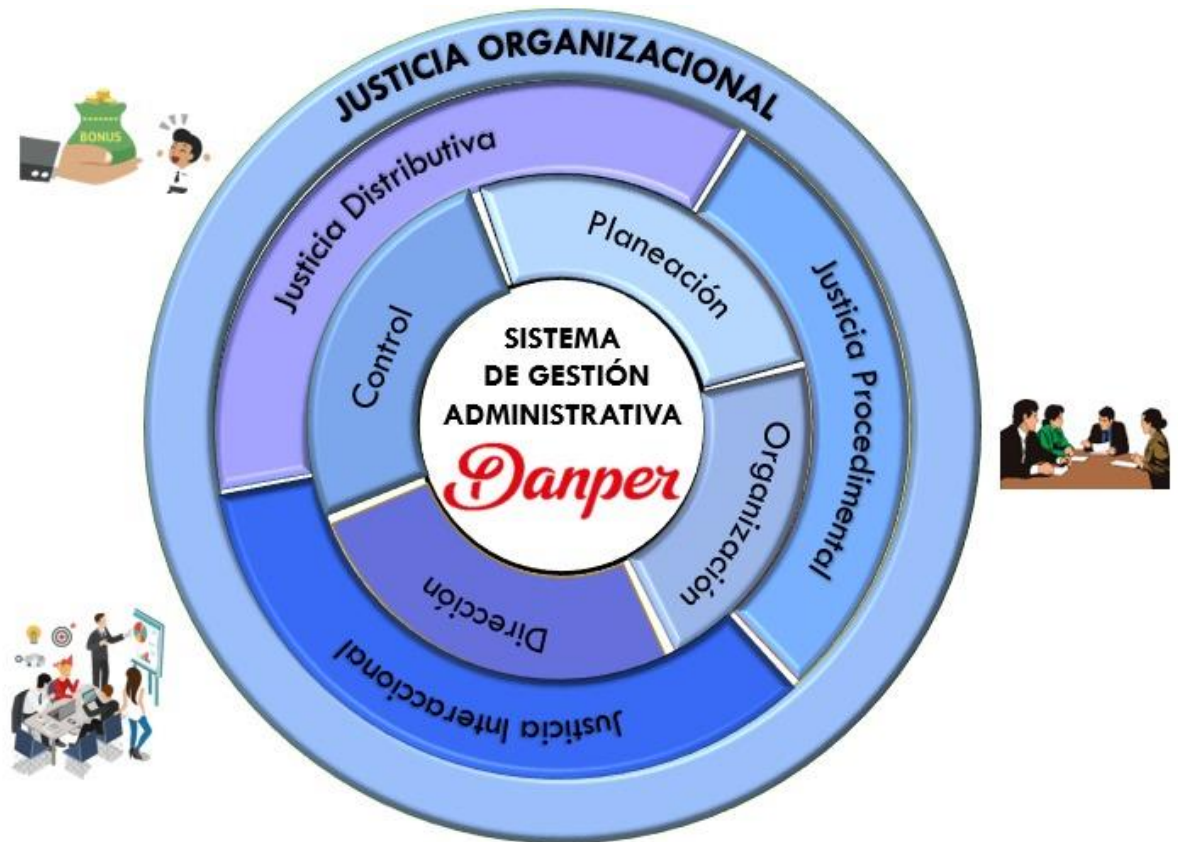 JUSTICIA ORGANIZACIONAL
BONUS
Justicia Distributiva
Justicia Procedimental
Justicia Interaccional
Planeación
Organización
Dirección
Control
SISTEMA
DE GESTIÓN
ADMINISTRATIVA
Danper